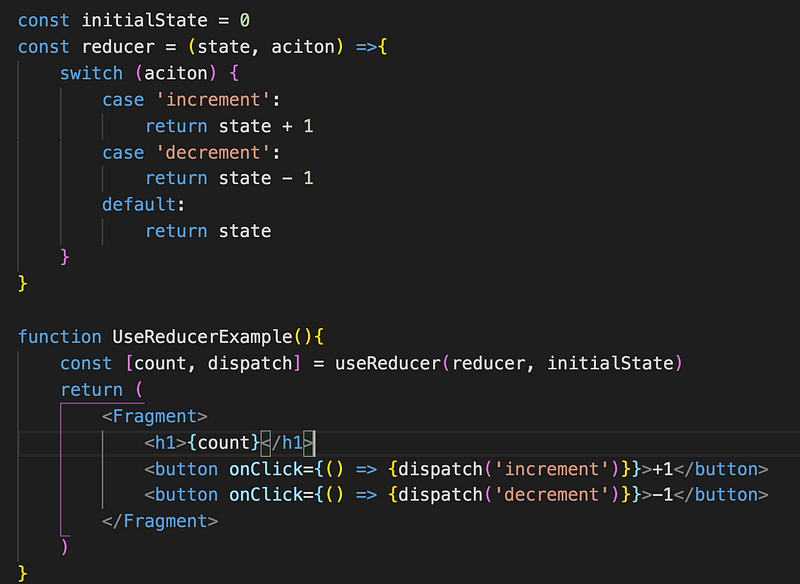 const initialState = 0
const reducer = (state, aciton) =>{
    switch (aciton) {
        case 'increment':
            return state + 1
        case 'decrement':
            return state - 1
        default:
            return state
    }
}

function UseReducerExample(){
    const [count, dispatch] = useReducer(reducer, initialState)
    return (
        <Fragment>
            <h1>{count}</h1>
            <button onClick={() => {dispatch('increment')}}>+1</button>
            <button onClick={() => {dispatch('decrement')}}>-1</button>
        </Fragment>
    )
}